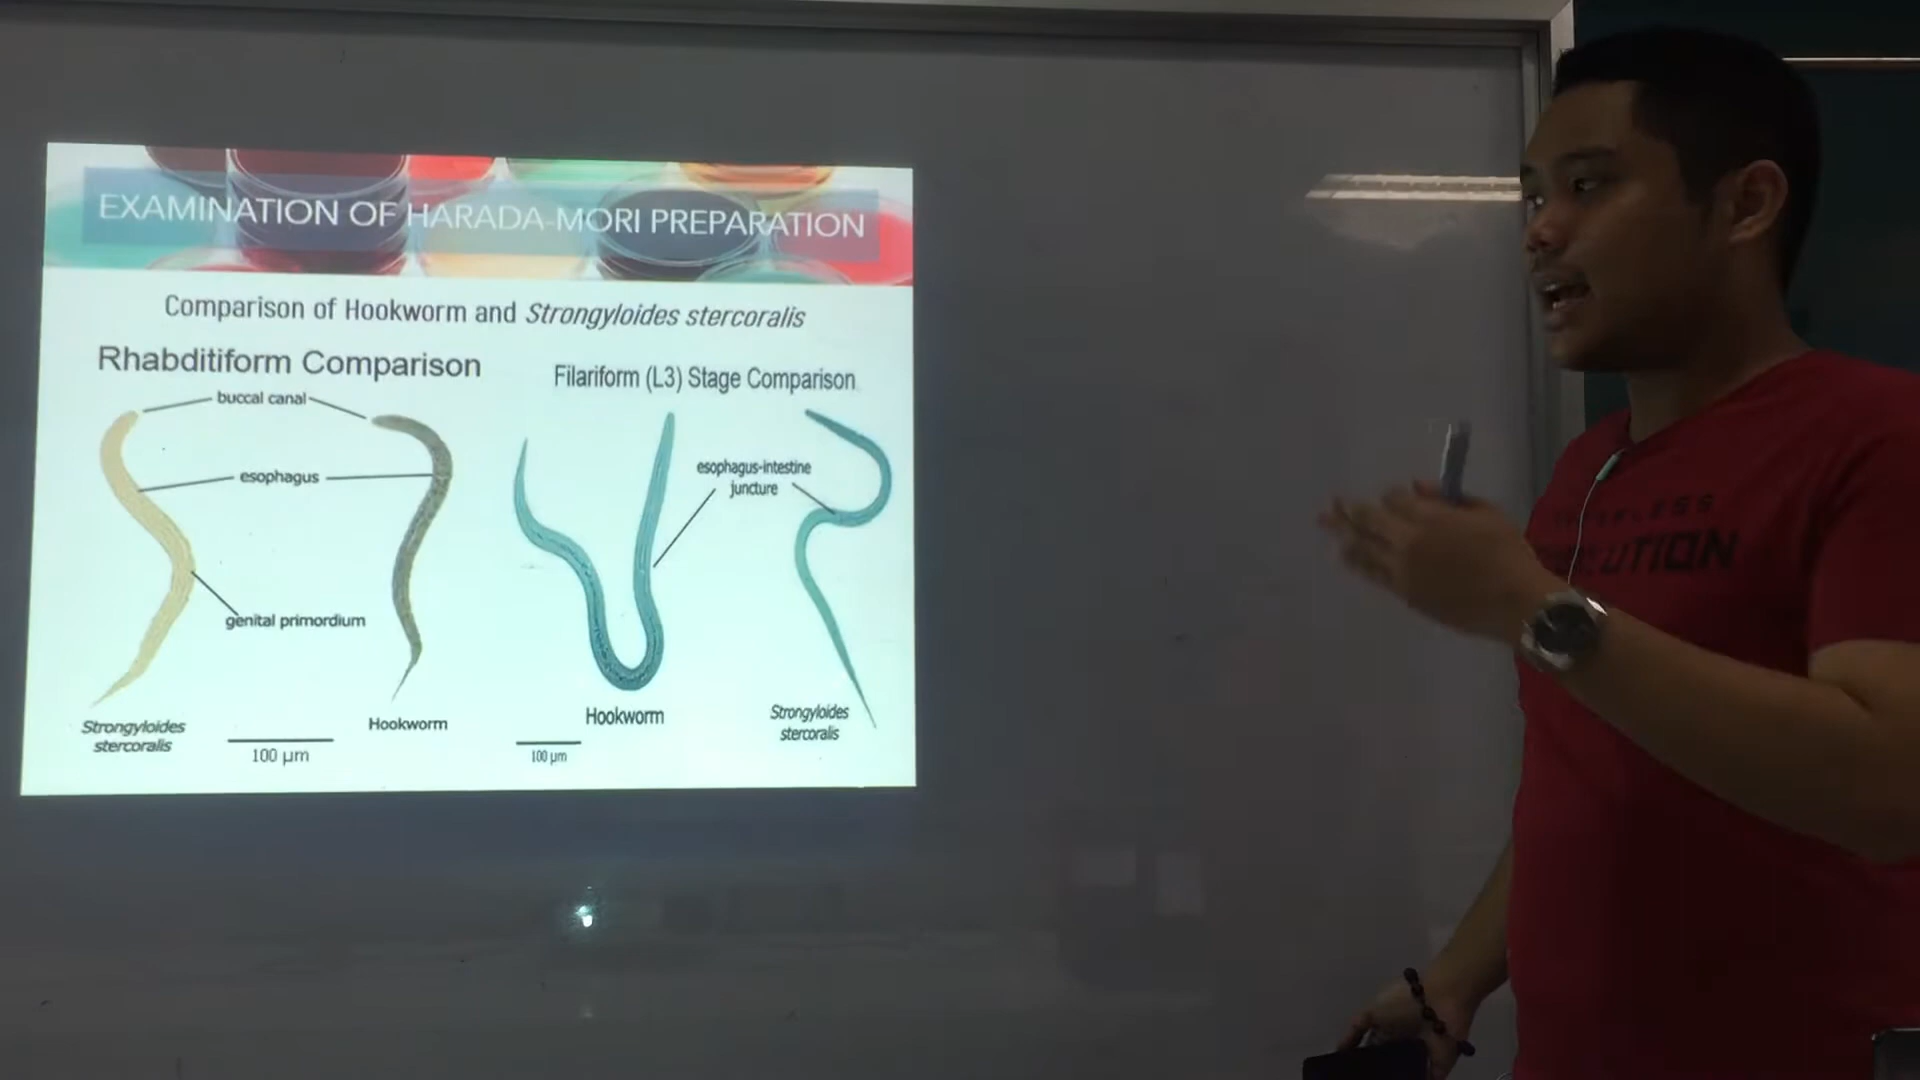 EXAMINATION OF HARADA-MORI PREPARATION
Comparison of Hookworm and Strongyloides stercoralis
Rhabditiform Comparison
Filariform (L3) Stage Comparison
buccal canal
esophagus
genital primordium
Strongyloides
stercoralis
Hookworm
100 µm
esophagus-intestine
juncture
Hookworm
Strongyloides
stercoralis
100 µm